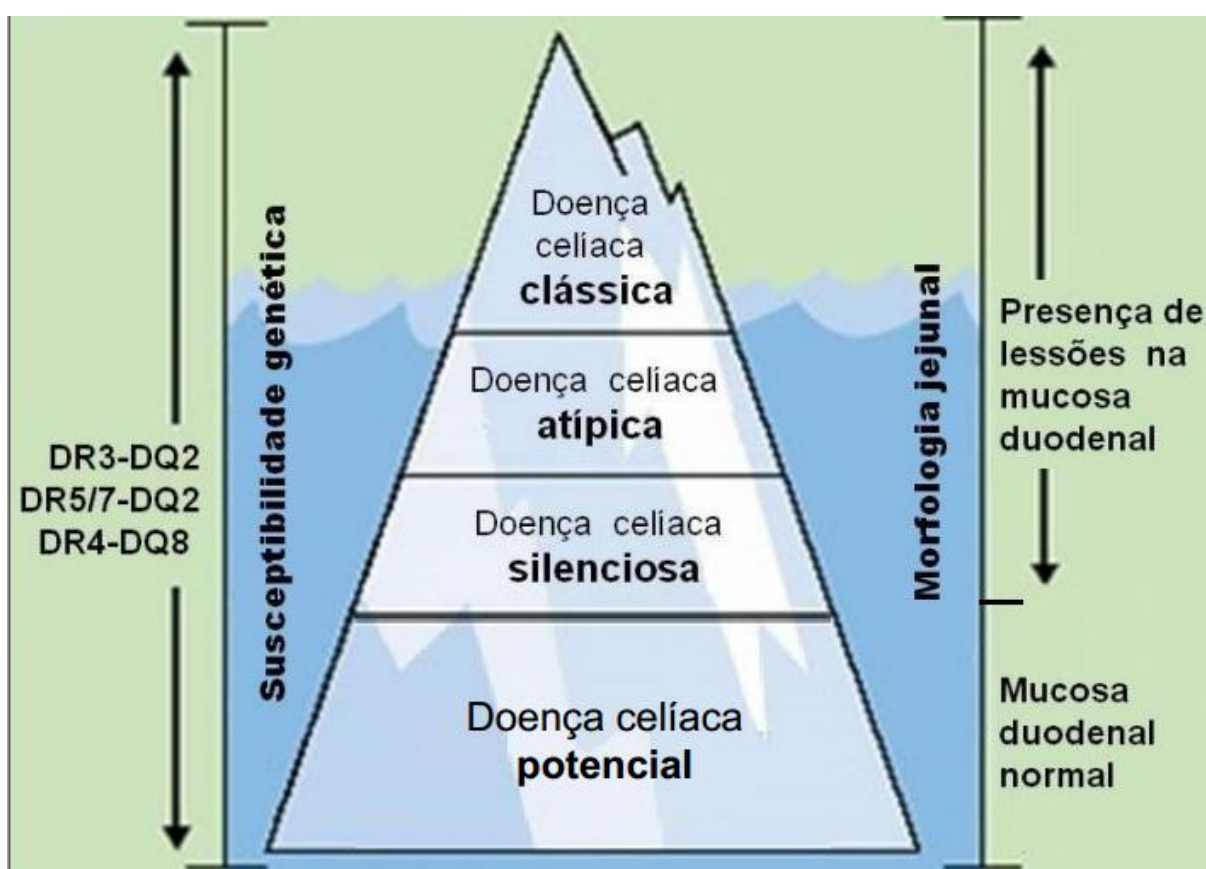 DR3-DQ2
DR5/7-DQ2
DR4-DQ8
Susceptibilidade genética
Doença
celíaca
clássica
Doença celíaca
atípica
Doença celíaca
silenciosa
Doença celíaca
potencial
Morfologia jejunal
Presença de
lessões na
mucosa
duodenal
Mucosa
duodenal
normal